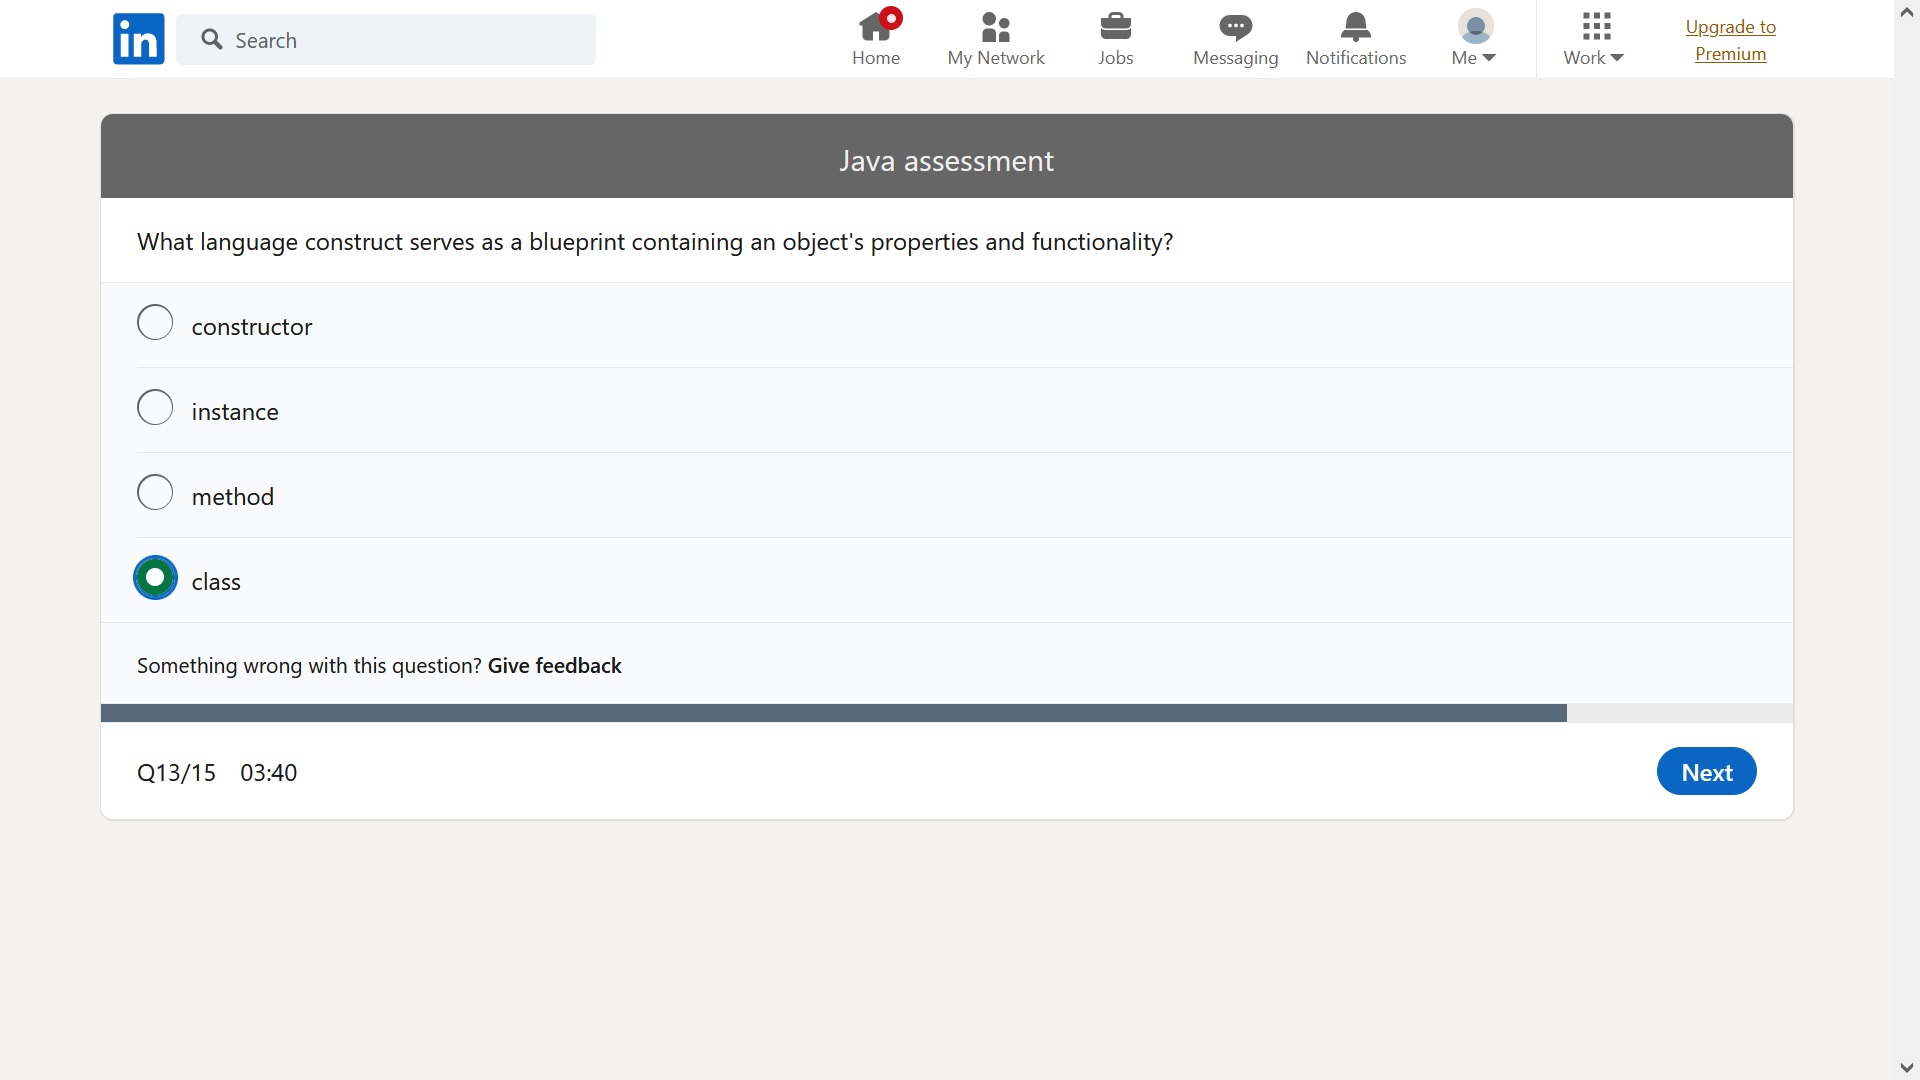 in
Search
Home
My Network
Jobs
Messaging
Notifications
Me
Work
Upgrade to
Premium
Java assessment
What language construct serves as a blueprint containing an object's properties and functionality?
constructor
instance
method
class
Something wrong with this question? Give feedback
Q13/15 03:40
Next